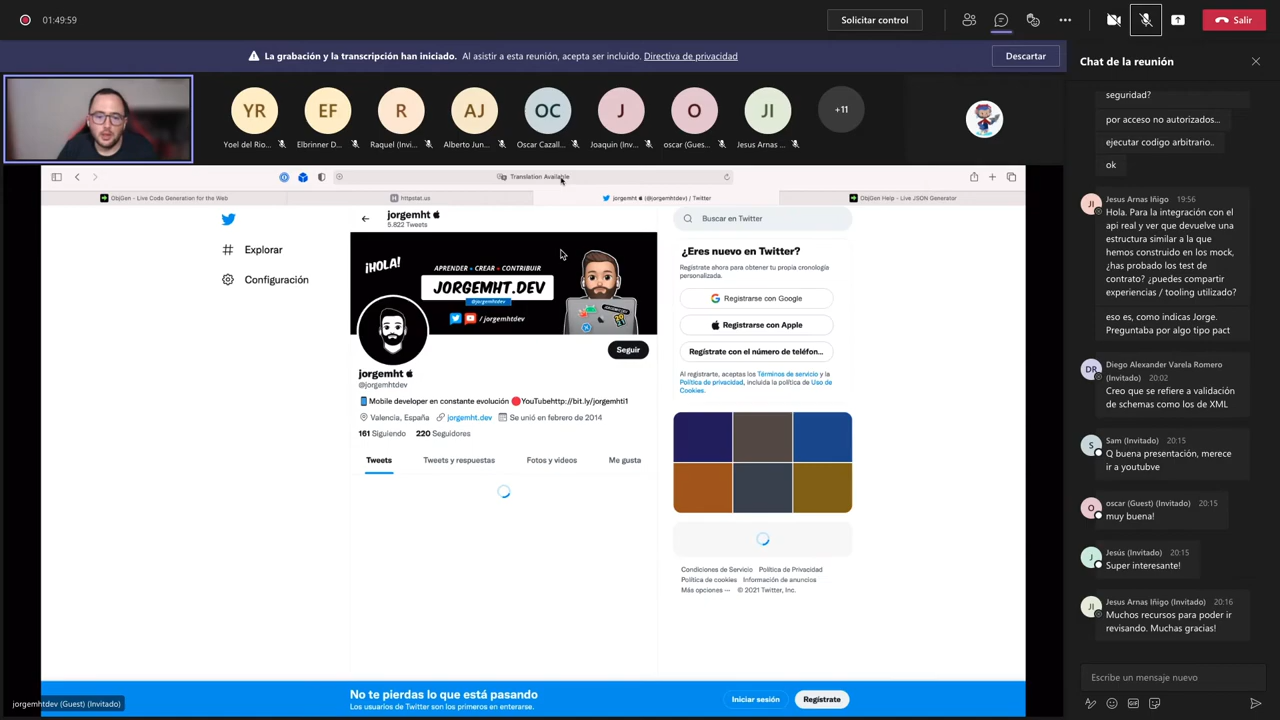 01:49:59
Solicitar control
Salir
La grabación y la transcripción han iniciado. Al asistir a esta reunión, acepta ser incluido. Directiva de privacidad
Descartar
Chat de la reunión
YR
EF
R
AJ
OC
J
O
JI
+11
Yoel del Rio...
Elbrinner D...
Raquel (Invi...
Alberto Jun...
Oscar Cazall...
Joaquin (Inv...
oscar (Gues...
Jesus Arnas ...
Translation Available
ObjGen - Live Code Generation for the Web
httpstat.us
jorgemht (@jorgemhtdev) / Twitter
ObjGen Help - Live JSON Generator
Explorar
Configuración
jorgemht
5.822 Tweets
¡HOLA!
APRENDER • CREAR • CONTRIBUIR
JORGEMHT.DEV
@jorgemhtdev
/jorgemhtdev
Seguir
jorgemht
@jorgemhtdev
Mobile developer en constante evolución YouTubehttp://bit.ly/jorgemhti1
Valencia, España jorgemht.dev Se unió en febrero de 2014
161 Siguiendo 220 Seguidores
Tweets
Tweets y respuestas
Fotos y vídeos
Me gusta
Buscar en Twitter
¿Eres nuevo en Twitter?
Regístrate ahora para obtener tu propia cronología
personalizada.
Registrarse con Google
Registrarse con Apple
Regístrate con el número de teléfon...
Al registrarte, aceptas los Términos de servicio y la
Política de privacidad, incluida la política de Uso de
Cookies.
Condiciones de Servicio Política de Privacidad
Política de cookies Información de anuncios
Más opciones ··· © 2021 Twitter, Inc.
No te pierdas lo que está pasando
Los usuarios de Twitter son los primeros en enterarse.
Iniciar sesión
Regístrate
jorgemhtdev (Guest) (Invitado)
seguridad?
por acceso no autorizados...
ejecutar codigo arbitrario..
ok
JI
Jesus Arnas Iñigo 19:56
Hola. Para la integración con el
api real y ver que devuelve una
estructura similar a la que
hemos construido en los mock,
¿has probado los test de
contrato? ¿puedes compartir
experiencias / tooling utilizado?
eso es, como indicas Jorge.
Preguntaba por algo tipo pact
DR
Diego Alexander Varela Romero
(Invitado) 20:02
Creo que se refiere a validación
de schemas como los de XML
S
Sam (Invitado) 20:15
Q buena presentación, merece
ir a youtubve
O
oscar (Guest) (Invitado) 20:15
muy buena!
J
Jesús (Invitado) 20:15
Super interesante!
JI
Jesus Arnas Iñigo (Invitado) 20:16
Muchos recursos para poder ir
revisando. Muchas gracias!
Escribe un mensaje nuevo
GIF